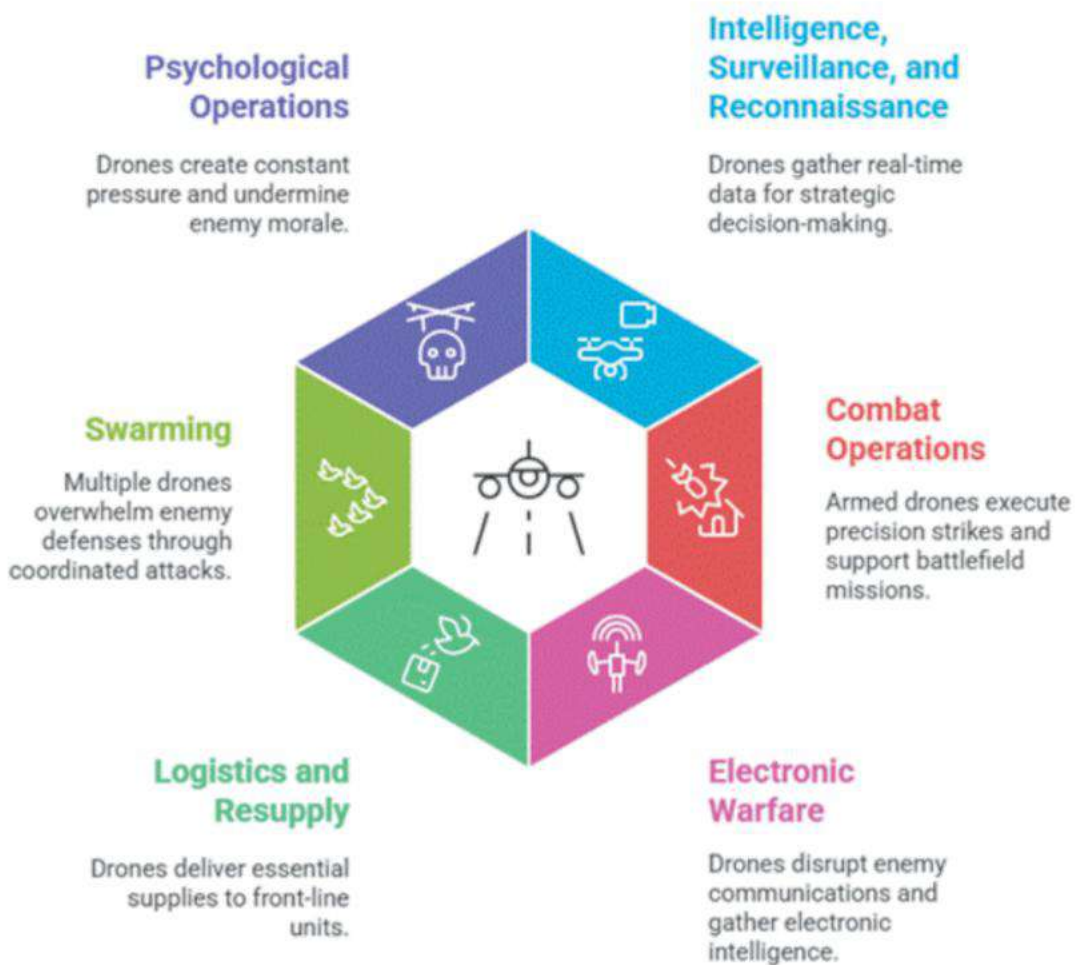 Psychological
Operations
Drones create constant
pressure and undermine
enemy morale.
Intelligence,
Surveillance, and
Reconnaissance
Drones gather real-time
data for strategic
decision-making.
Swarming
Multiple drones
overwhelm enemy
defenses through
coordinated attacks.
Combat
Operations
Armed drones execute
precision strikes and
support battlefield
missions.
Logistics and
Resupply
Drones deliver essential
supplies to front-line
units.
Electronic
Warfare
Drones disrupt enemy
communications and
gather electronic
intelligence.